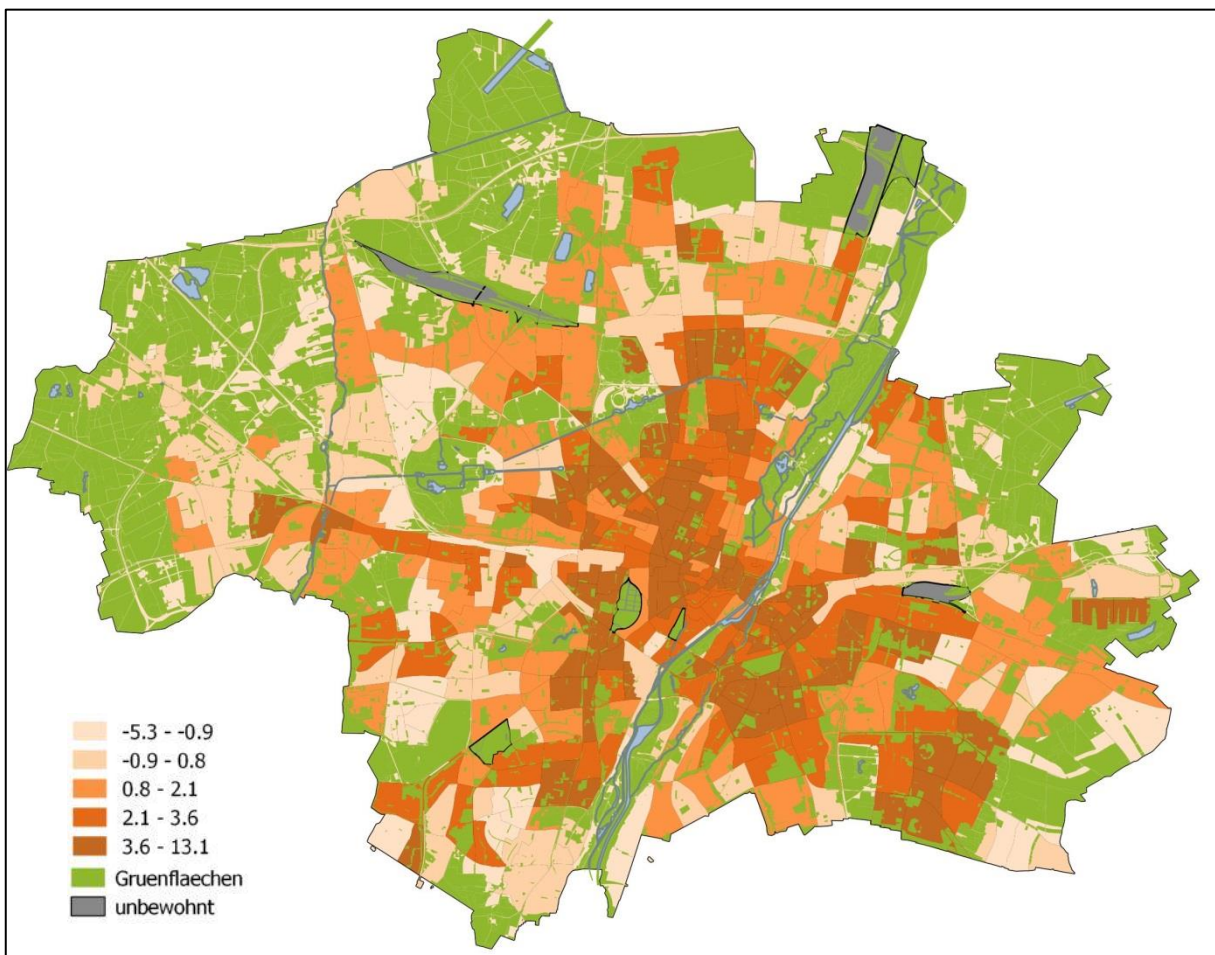 -5.3 - -0.9
-0.9 - 0.8
0.8 - 2.1
2.1 - 3.6
3.6 - 13.1
Gruenflaechen
unbewohnt